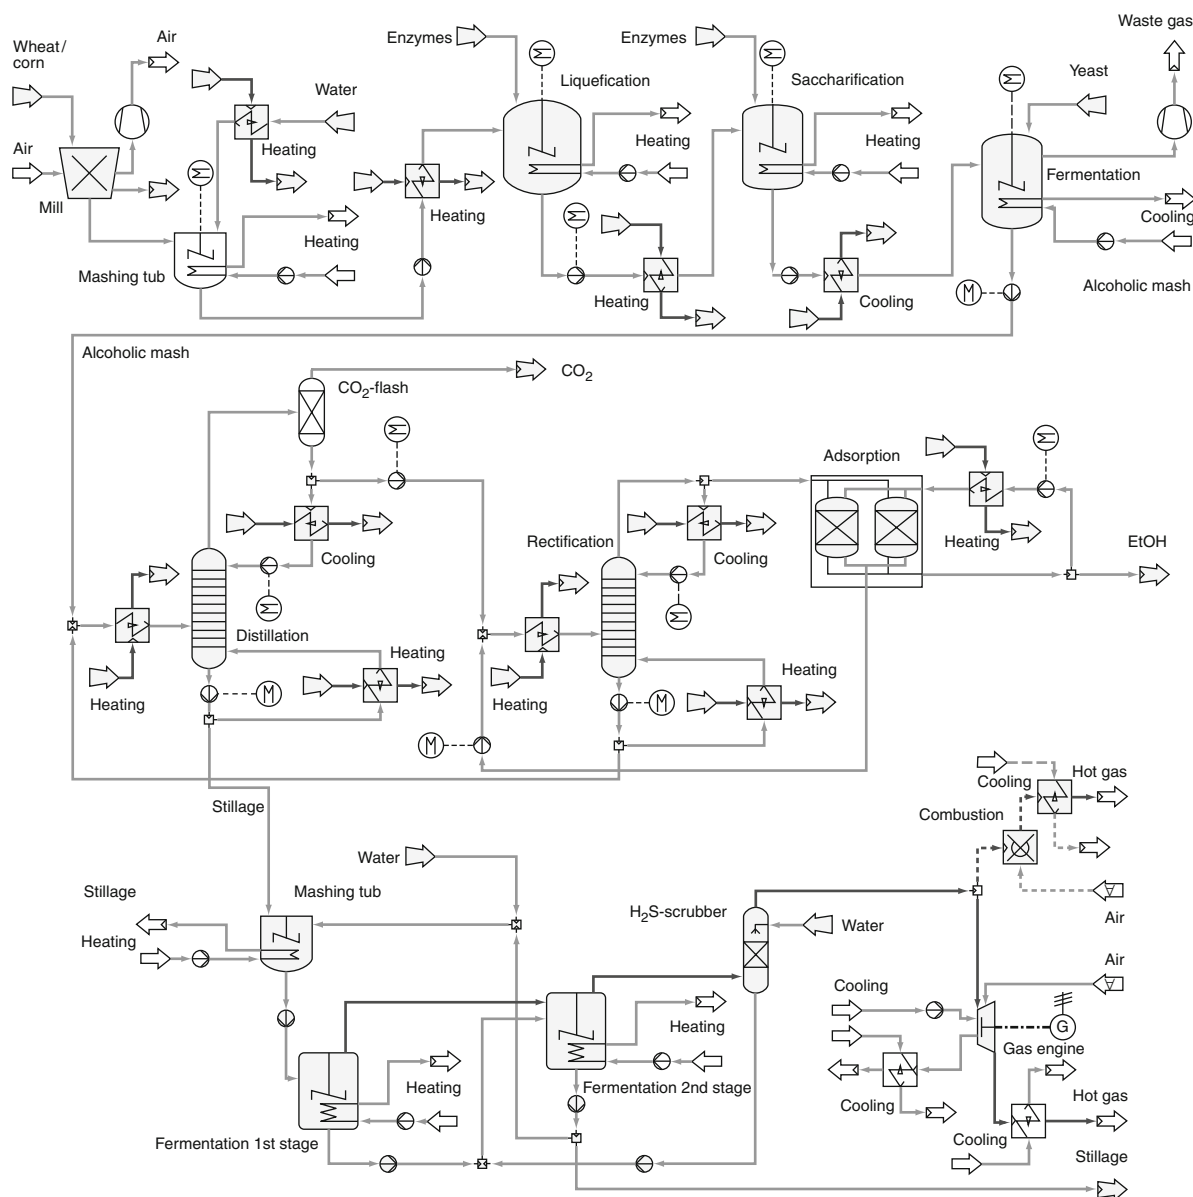 Waste gas
Wheat/
corn
Air
Enzymes
Enzymes
Liquefication
Saccharification
Yeast
Water
Air
Heating
Heating
Heating
Fermentation
Mill
Heating
Heating
Cooling
Mashing tub
Heating
Cooling
Alcoholic mash
M
Alcoholic mash
CO2-flash
CO2
Adsorption
Rectification
Cooling
Cooling
Heating
EtOH
Distillation
Heating
Heating
Heating
Heating
M
M
M
Stillage
Cooling
Hot gas
Combustion
Water
Mashing tub
Stillage
H2S-scrubber
Water
Air
Heating
Air
Cooling
Heating
G
Gas engine
Heating
Fermentation 2nd stage
Cooling
Hot gas
Fermentation 1st stage
Cooling
Stillage